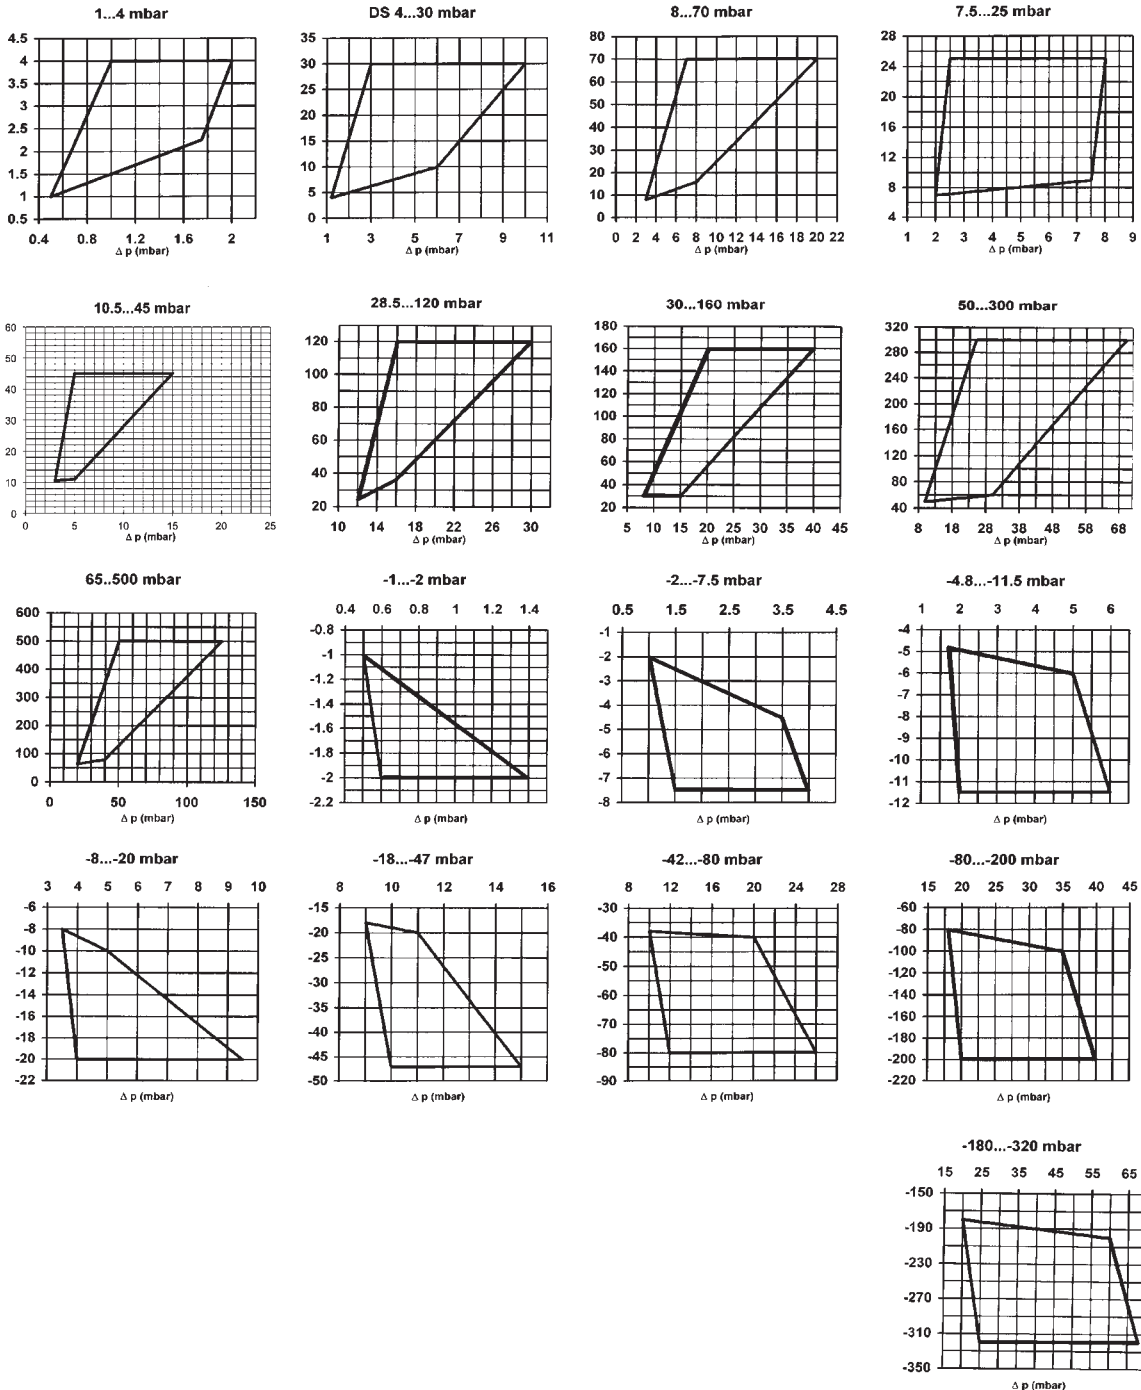 1...4 mbar
4.5
4
3.5
3
2.5
2
1.5
1
0.5
0.4 0.8 1.2 1.6 2
Δ p (mbar)
DS 4...30 mbar
35
30
25
20
15
10
5
0
1 3 5 7 9 11
Δ p (mbar)
8...70 mbar
80
70
60
50
40
30
20
10
0
0 2 4 6 8 10 12 14 16 18 20 22
Δ p (mbar)
7.5...25 mbar
28
24
20
16
12
8
4
1 2 3 4 5 6 7 8 9
Δ p (mbar)
10.5...45 mbar
60
50
40
30
20
10
0
0 5 10 15 20 25
Δ p (mbar)
28.5...120 mbar
120
100
80
60
40
20
10 14 18 22 26 30
Δ p (mbar)
30...160 mbar
180
160
140
120
100
80
60
40
20
5 10 15 20 25 30 35 40 45
Δ p (mbar)
50...300 mbar
320
280
240
200
160
120
80
40
8 18 28 38 48 58 68
Δ p (mbar)
65..500 mbar
600
500
400
300
200
100
0
0 50 100 150
Δ p (mbar)
-1...-2 mbar
0.4 0.6 0.8 1 1.2 1.4
-0.8
-1
-1.2
-1.4
-1.6
-1.8
-2
-2.2
Δ p (mbar)
-2...-7.5 mbar
0.5 1.5 2.5 3.5 4.5
-1
-2
-3
-4
-5
-6
-7
-8
Δ p (mbar)
-4.8...-11.5 mbar
1 2 3 4 5 6
-4
-5
-6
-7
-8
-9
-10
-11
-12
Δ p (mbar)
-8...-20 mbar
3 4 5 6 7 8 9 10
-6
-8
-10
-12
-14
-16
-18
-20
-22
Δ p (mbar)
-18...-47 mbar
8 10 12 14 16
-15
-20
-25
-30
-35
-40
-45
-50
Δ p (mbar)
-42...-80 mbar
8 12 16 20 24 28
-30
-40
-50
-60
-70
-80
-90
Δ p (mbar)
-80...-200 mbar
15 20 25 30 35 40 45
-60
-80
-100
-120
-140
-160
-180
-200
-220
Δ p (mbar)
-180...-320 mbar
15 25 35 45 55 65
-150
-190
-230
-270
-310
-350
Δ p (mbar)